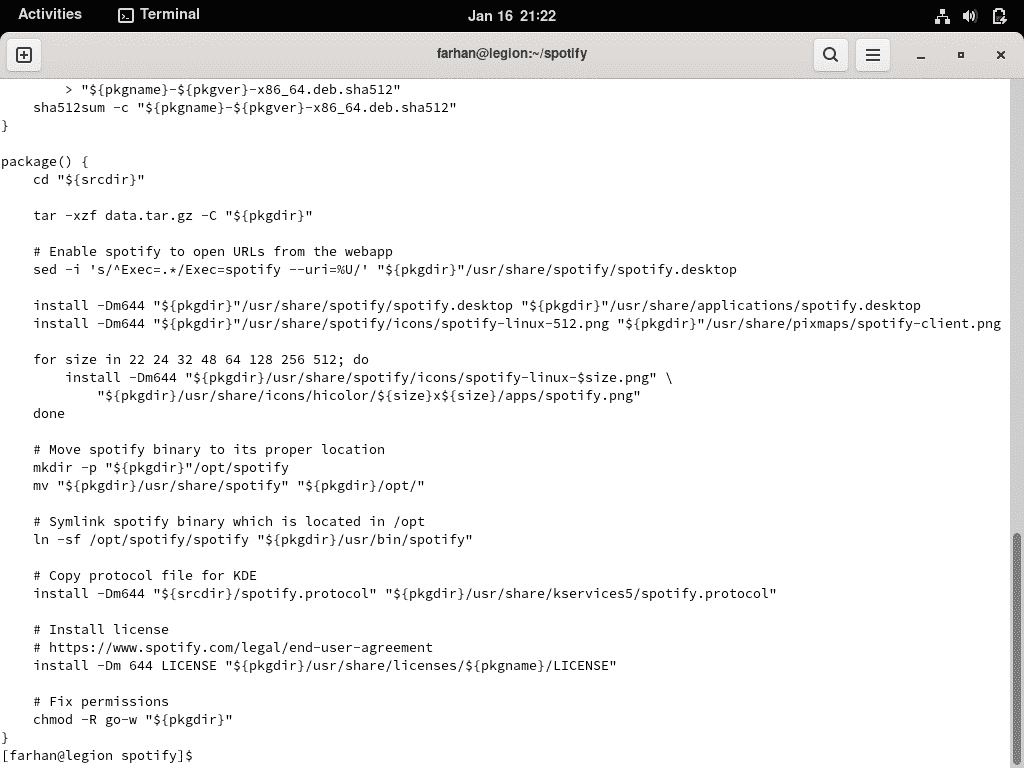 Activities
Terminal
Jan 16 21:22
farhan@legion:~/spotify
        > "${pkgname}-${pkgver}-x86_64.deb.sha512"
    sha512sum -c "${pkgname}-${pkgver}-x86_64.deb.sha512"
}

package() {
    cd "${srcdir}"

    tar -xzf data.tar.gz -C "${pkgdir}"

    # Enable spotify to open URLs from the webapp
    sed -i 's/^Exec=.*/Exec=spotify --uri=%U/' "${pkgdir}"/usr/share/spotify/spotify.desktop

    install -Dm644 "${pkgdir}"/usr/share/spotify/spotify.desktop "${pkgdir}"/usr/share/applications/spotify.desktop
    install -Dm644 "${pkgdir}"/usr/share/spotify/icons/spotify-linux-512.png "${pkgdir}"/usr/share/pixmaps/spotify-client.png

    for size in 22 24 32 48 64 128 256 512; do
        install -Dm644 "${pkgdir}/usr/share/spotify/icons/spotify-linux-$size.png" \
            "${pkgdir}/usr/share/icons/hicolor/${size}x${size}/apps/spotify.png"
    done

    # Move spotify binary to its proper location
    mkdir -p "${pkgdir}"/opt/spotify
    mv "${pkgdir}/usr/share/spotify" "${pkgdir}/opt/"

    # Symlink spotify binary which is located in /opt
    ln -sf /opt/spotify/spotify "${pkgdir}/usr/bin/spotify"

    # Copy protocol file for KDE
    install -Dm644 "${srcdir}/spotify.protocol" "${pkgdir}/usr/share/kservices5/spotify.protocol"

    # Install license
    # https://www.spotify.com/legal/end-user-agreement
    install -Dm 644 LICENSE "${pkgdir}/usr/share/licenses/${pkgname}/LICENSE"

    # Fix permissions
    chmod -R go-w "${pkgdir}"
}
[farhan@legion spotify]$